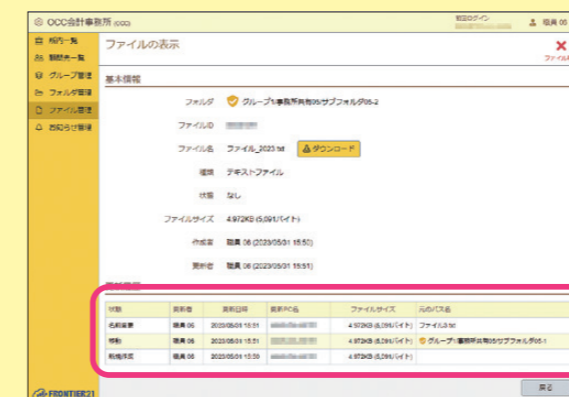 OCC会計事務所 (OCC)
前回ログイン
職員 06
ファイルの表示
グループ管理
フォルダ管理
ファイル管理
お知らせ管理
基本情報
フォルダ グループ1/事務所共有05/サブフォルダ05-2
ファイルID
ファイル名 ファイル_2023.txt ダウンロード
種類 テキストファイル
状態 なし
ファイルサイズ 4.972KB (5,091バイト)
作成者 職員 06 (2023/05/01 15:50)
更新者 職員 06 (2023/05/01 15:51)
状態 更新者 更新日時 更新PC名 ファイルサイズ 元のパス名
名前変更 職員 06 2023/05/01 15:51 4.972KB (5,091バイト) ファイル3.txt
移動 職員 06 2023/05/01 15:51 4.972KB (5,091バイト) グループ1/事務所共有05/サブフォルダ05-1
新規作成 職員 06 2023/05/01 15:50 4.972KB (5,091バイト)
戻る
FRONTIER21